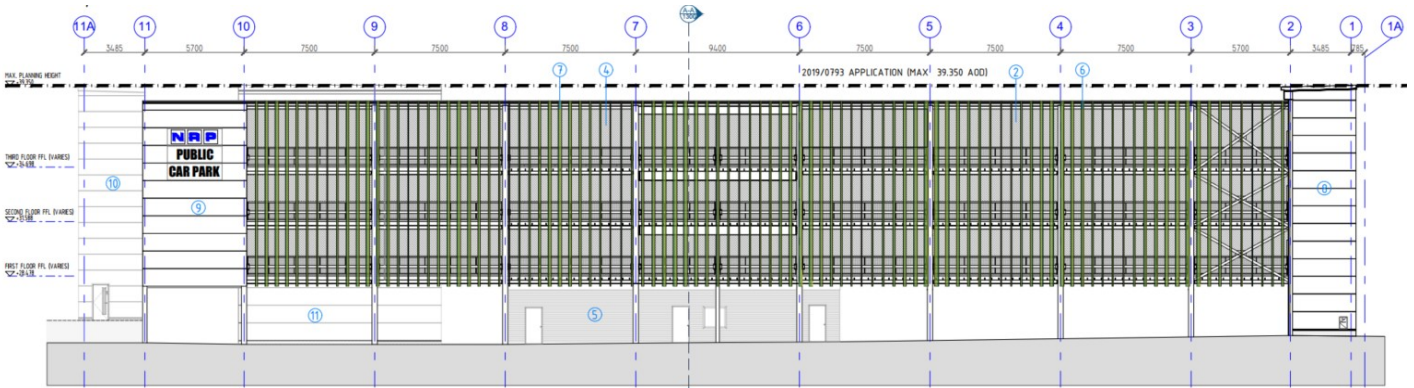 11A 11 10 9 8 7 6 5 4 3 2 1 1A
A-A
3485 5700 7500 7500 7500 9400 7500 7500 7500 5700 3485 785
MAX. PLANNING HEIGHT
+39.350
2019/0793 APPLICATION (MAX 39.350 AOD)
7 4 2 6
NRP
PUBLIC
CAR PARK
THIRD FLOOR FFL (VARIES)
10
9
SECOND FLOOR FFL (VARIES)
FIRST FLOOR FFL (VARIES)
11
5